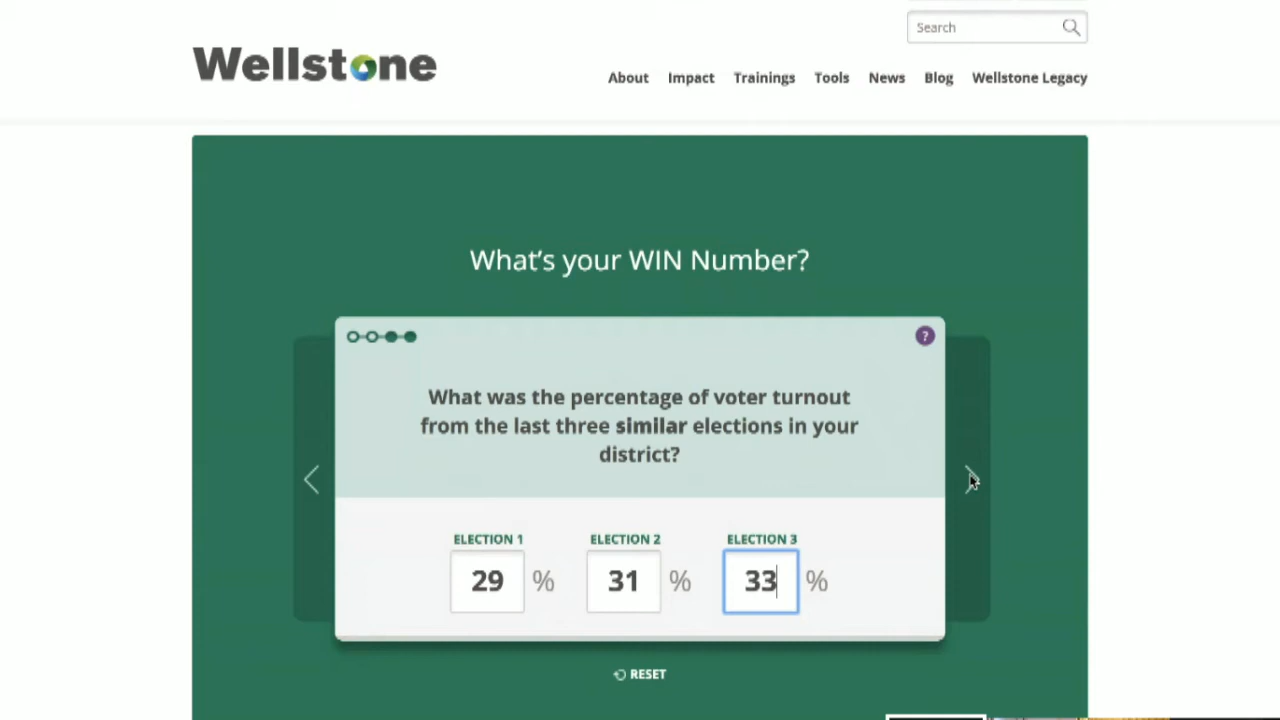 Search
Wellstone
About Impact Trainings Tools News Blog Wellstone Legacy
What's your WIN Number?
?
What was the percentage of voter turnout
from the last three similar elections in your
district?
ELECTION 1 ELECTION 2 ELECTION 3
29 % 31 % 33 %
RESET